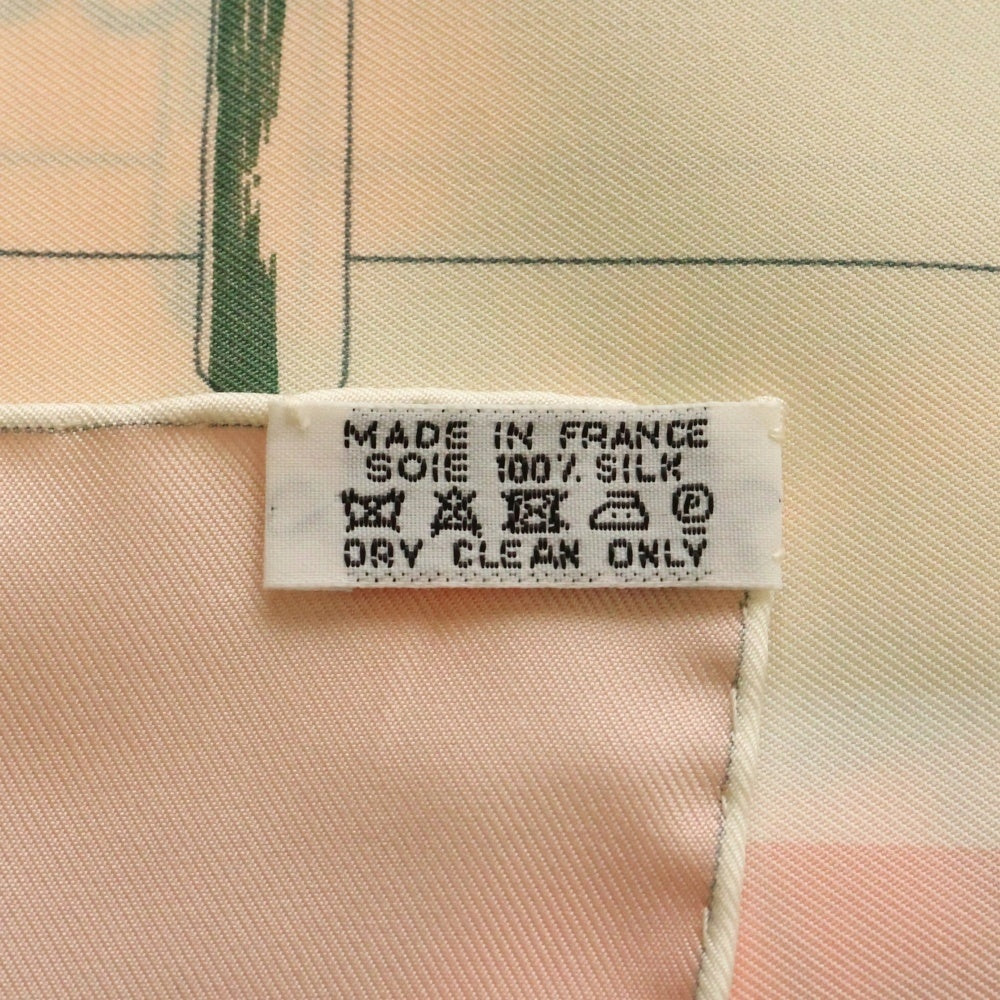 MADE IN FRANCE
SOIE 100% SILK
P
DRY CLEAN ONLY